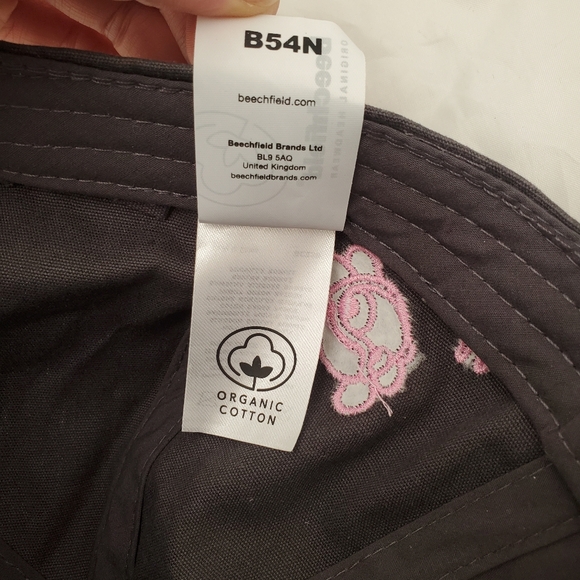 B54N
beechfield.com
Beechfield Brands Ltd
BL9 5AQ
United Kingdom
beechfieldbrands.com
ORGANIC
COTTON